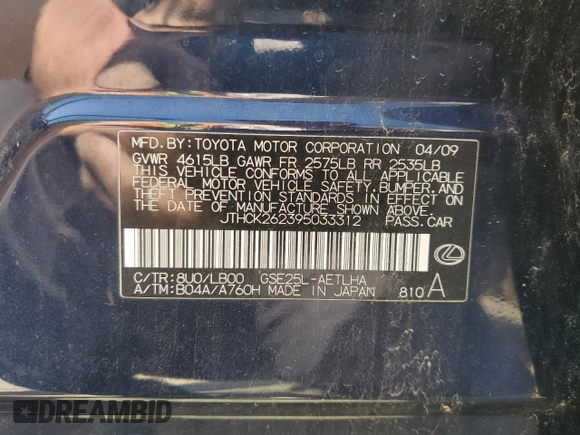 MFD.BY:TOYOTA MOTOR CORPORATION 04/09
GVWR 4615LB GAWR FR 2575LB RR 2535LB
THIS VEHICLE CONFORMS TO ALL APPLICABLE
FEDERAL MOTOR VEHICLE SAFETY, BUMPER, AND
THEFT PREVENTION STANDARDS IN EFFECT ON
THE DATE OF MANUFACTURE SHOWN ABOVE.
JTHCK262395033312 PASS.CAR
C/TR:8U0/LB00 GSE25L-AETLHA
A/TM:B04A/A760H MADE IN JAPAN 810 A
DREAMBID